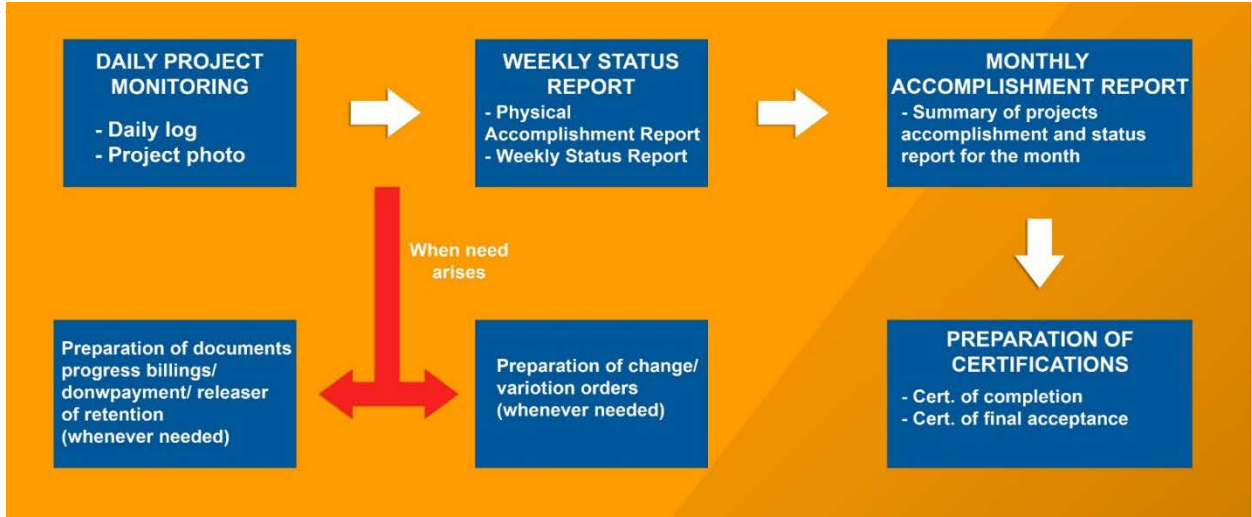 DAILY PROJECT
MONITORING
- Daily log
- Project photo
WEEKLY STATUS
REPORT
- Physical
Accomplishment Report
- Weekly Status Report
MONTHLY
ACCOMPLISHMENT REPORT
- Summary of projects
accomplishment and status
report for the month
When need
arises
Preparation of documents
progress billings/
donwpayment/ releaser
of retention
(whenever needed)
Preparation of change/
variotion orders
(whenever needed)
PREPARATION OF
CERTIFICATIONS
- Cert. of completion
- Cert. of final acceptance